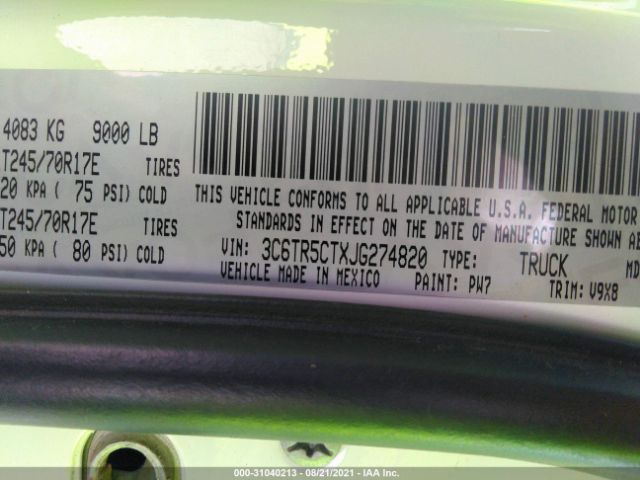 4083 KG 9000 LB
T245/70R17E TIRES
20 KPA ( 75 PSI) COLD
T245/70R17E TIRES
50 KPA ( 80 PSI) COLD
THIS VEHICLE CONFORMS TO ALL APPLICABLE U.S.A. FEDERAL MOTOR
STANDARDS IN EFFECT ON THE DATE OF MANUFACTURE SHOWN AB
VIN: 3C6TR5CTXJG274820 TYPE: TRUCK MD
VEHICLE MADE IN MEXICO PAINT: PW7 TRIM: V9X8
000-31040213 - 08/21/2021 - IAA Inc.